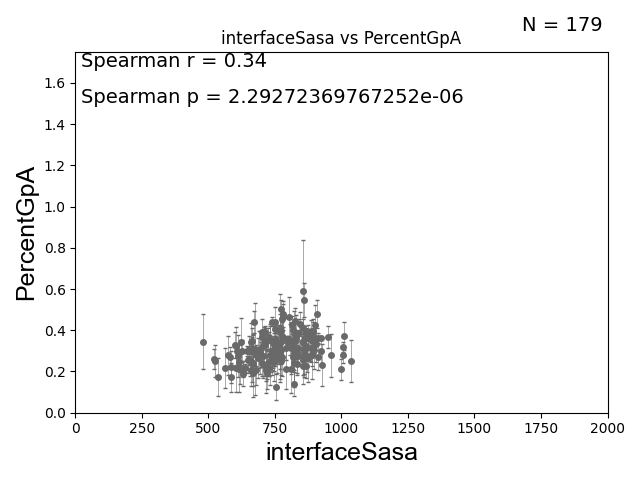 N = 179
interfaceSasa vs PercentGpA
Spearman r = 0.34
Spearman p = 2.29272369767252e-06
PercentGpA
1.6
1.4
1.2
1.0
0.8
0.6
0.4
0.2
0.0
0 250 500 750 1000 1250 1500 1750 2000
interfaceSasa